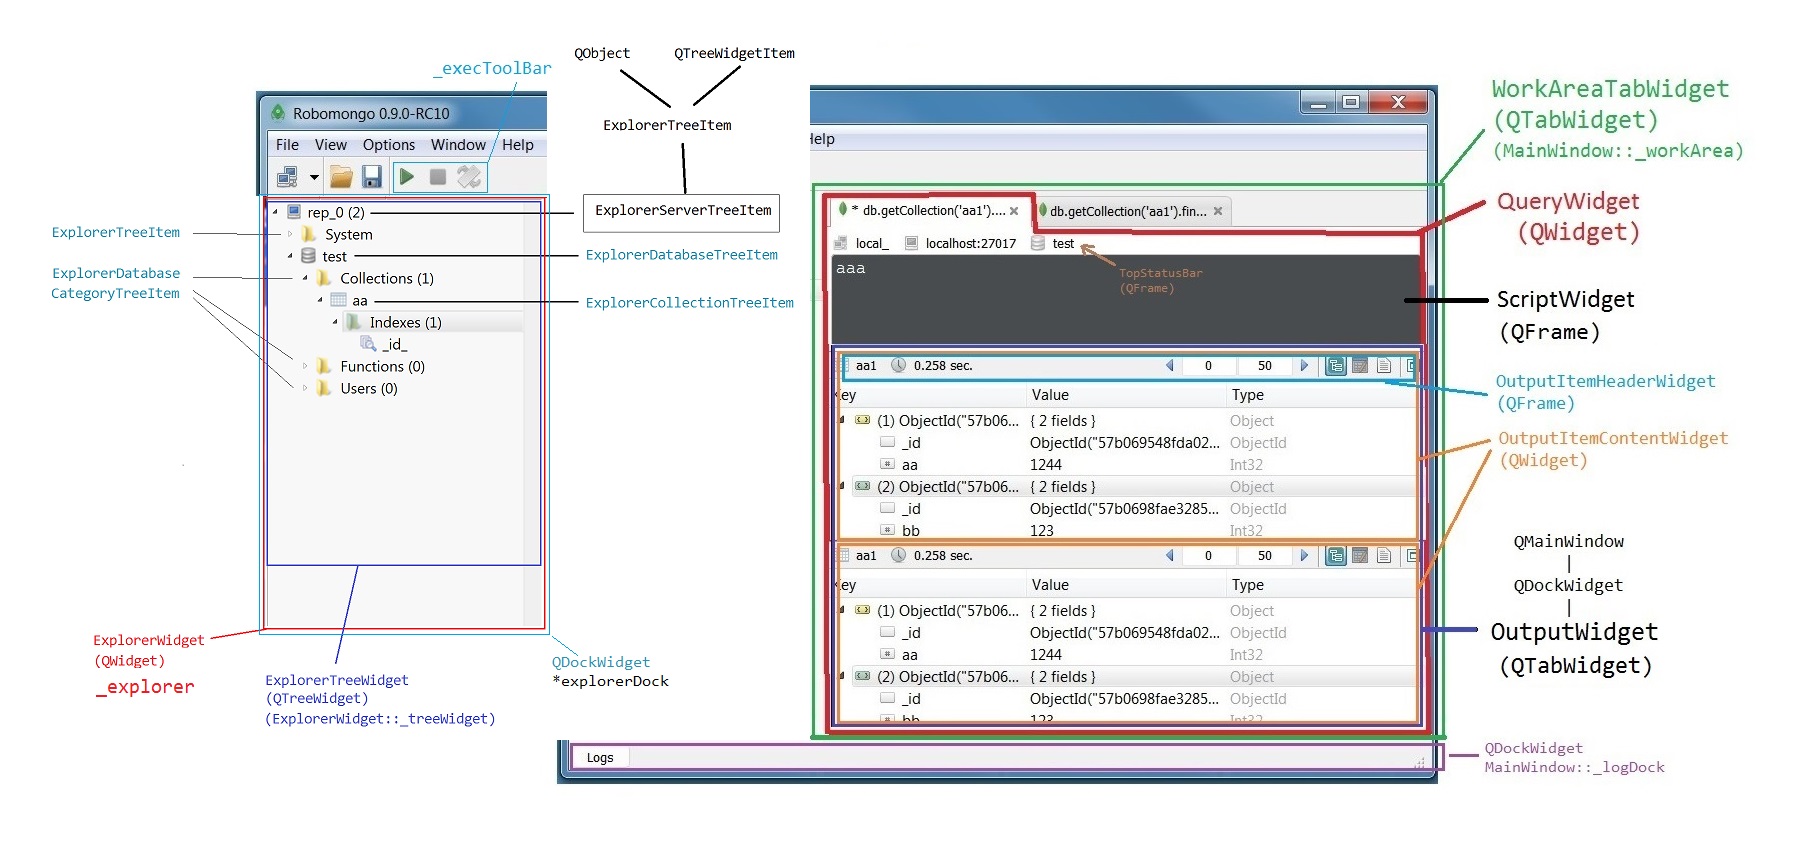 QObject
QTreeWidgetItem
_execToolBar
ExplorerTreeItem
Robomongo 0.9.0-RC10
File View Options Window Help
rep_0 (2)
System
test
Collections (1)
aa
Indexes (1)
_id_
Functions (0)
Users (0)
ExplorerTreeItem
ExplorerDatabase
CategoryTreeItem
ExplorerServerTreeItem
ExplorerDatabaseTreeItem
ExplorerCollectionTreeItem
ExplorerWidget
(QWidget)
_explorer
ExplorerTreeWidget
(QTreeWidget)
(ExplorerWidget::_treeWidget)
QDockWidget
*explorerDock
Help
* db.getCollection('aa1').... db.getCollection('aa1').fin...
local_ localhost:27017 test
TopStatusBar
(QFrame)
aaa
aa1 0.258 sec. 0 50
Key Value Type
(1) ObjectId("57b06... { 2 fields } Object
_id ObjectId("57b069548fda02... ObjectId
aa 1244 Int32
(2) ObjectId("57b06... { 2 fields } Object
_id ObjectId("57b0698fae3285... ObjectId
bb 123 Int32
aa1 0.258 sec. 0 50
Key Value Type
(1) ObjectId("57b06... { 2 fields } Object
_id ObjectId("57b069548fda02... ObjectId
aa 1244 Int32
(2) ObjectId("57b06... { 2 fields } Object
_id ObjectId("57b0698fae3285... ObjectId
bb 123 Int32
Logs
WorkAreaTabWidget
(QTabWidget)
(MainWindow::_workArea)
QueryWidget
(QWidget)
ScriptWidget
(QFrame)
OutputItemHeaderWidget
(QFrame)
OutputItemContentWidget
(QWidget)
QMainWindow
|
QDockWidget
|
OutputWidget
(QTabWidget)
QDockWidget
MainWindow::_logDock